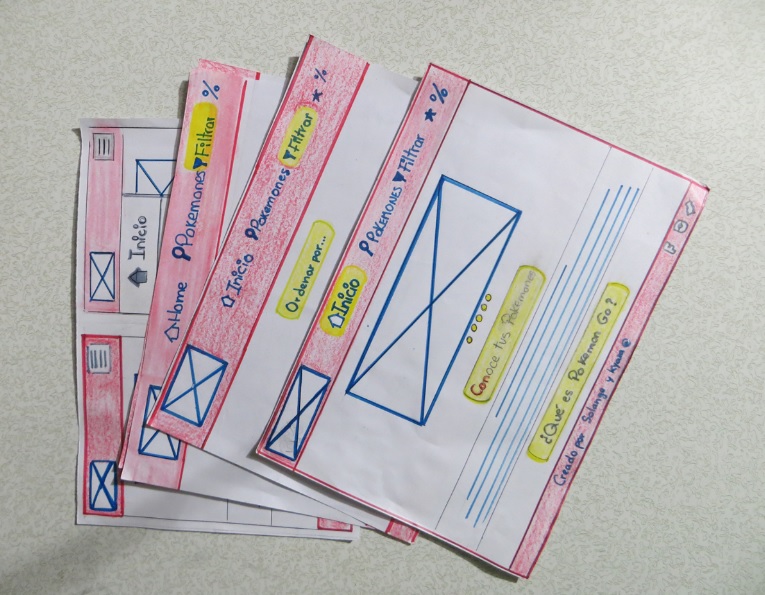 Inicio
Home
Pokemones
Filtrar
%
Inicio
Pokemones
Filtrar
%
Ordenar por...
Inicio
POKEMONES
Filtrar
%
Conoce tus Pokemones
¿Qué es Pokemon Go?
Creado por Solange y
F